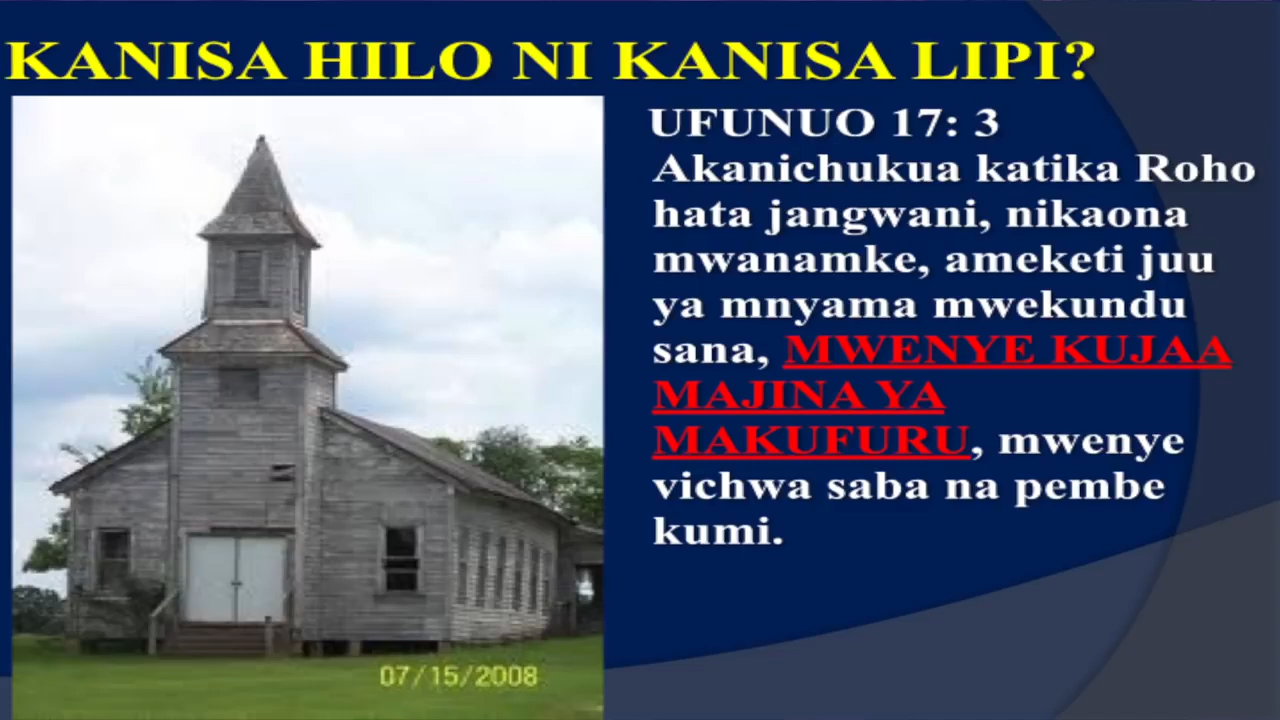 KANISA HILO NI KANISA LIPI?
UFUNUO 17: 3
Akanichukua katika Roho
hata jangwani, nikaona
mwanamke, ameketi juu
ya mnyama mwekundu
sana, MWENYE KUJAA
MAJINA YA
MAKUFURU, mwenye
vichwa saba na pembe
kumi.
07/15/2008